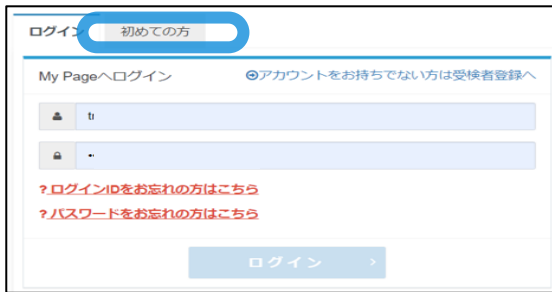 ログイン 初めての方
My Pageへログイン アカウントをお持ちでない方は受検者登録へ
?ログインIDをお忘れの方はこちら
?パスワードをお忘れの方はこちら
ログイン